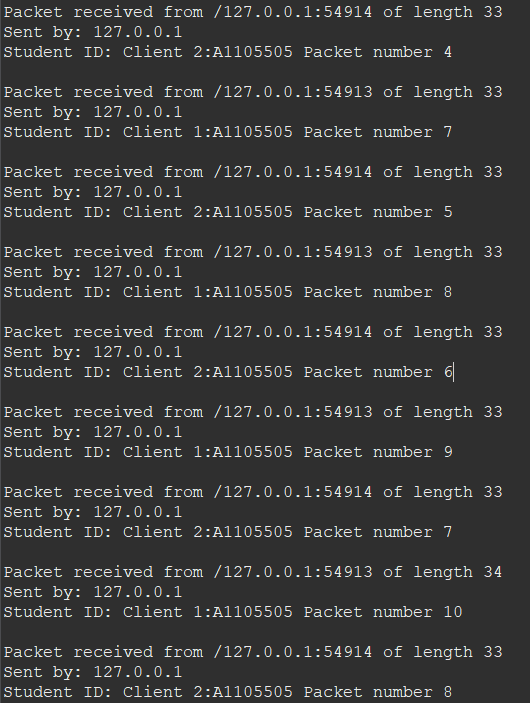 Packet received from /127.0.0.1:54914 of length 33
Sent by: 127.0.0.1
Student ID: Client 2:A1105505 Packet number 4
Packet received from /127.0.0.1:54913 of length 33
Sent by: 127.0.0.1
Student ID: Client 1:A1105505 Packet number 7
Packet received from /127.0.0.1:54914 of length 33
Sent by: 127.0.0.1
Student ID: Client 2:A1105505 Packet number 5
Packet received from /127.0.0.1:54913 of length 33
Sent by: 127.0.0.1
Student ID: Client 1:A1105505 Packet number 8
Packet received from /127.0.0.1:54914 of length 33
Sent by: 127.0.0.1
Student ID: Client 2:A1105505 Packet number 6
Packet received from /127.0.0.1:54913 of length 33
Sent by: 127.0.0.1
Student ID: Client 1:A1105505 Packet number 9
Packet received from /127.0.0.1:54914 of length 33
Sent by: 127.0.0.1
Student ID: Client 2:A1105505 Packet number 7
Packet received from /127.0.0.1:54913 of length 34
Sent by: 127.0.0.1
Student ID: Client 1:A1105505 Packet number 10
Packet received from /127.0.0.1:54914 of length 33
Sent by: 127.0.0.1
Student ID: Client 2:A1105505 Packet number 8